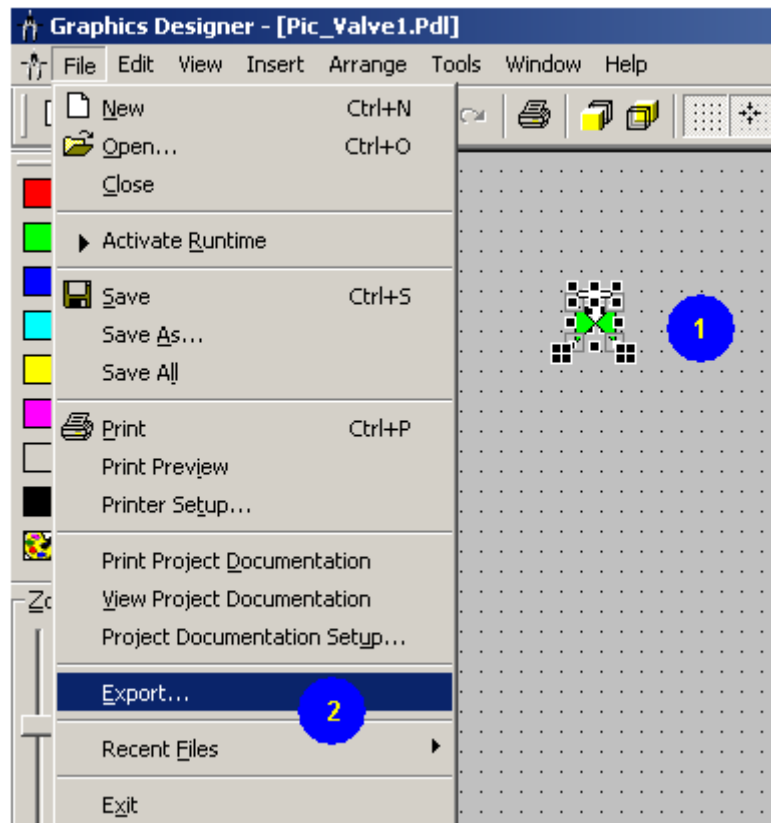 Graphics Designer - [Pic_Valve1.Pdl]
File Edit View Insert Arrange Tools Window Help
New Ctrl+N
Open... Ctrl+O
Close
Activate Runtime
Save Ctrl+S
Save As...
Save All
1
Print Ctrl+P
Print Preview
Printer Setup...
Print Project Documentation
View Project Documentation
Project Documentation Setup...
Export...
2
Recent Files
Exit